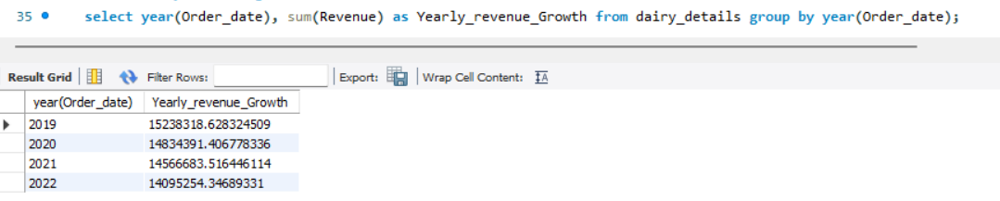 35 select year(Order_date), sum(Revenue) as Yearly_revenue_Growth from dairy_details group by year(Order_date);
Result Grid Filter Rows: Export: Wrap Cell Content: IA
year(Order_date) Yearly_revenue_Growth
2019 15238318.628324509
2020 14834391.406778336
2021 14566683.516446114
2022 14095254.34689331